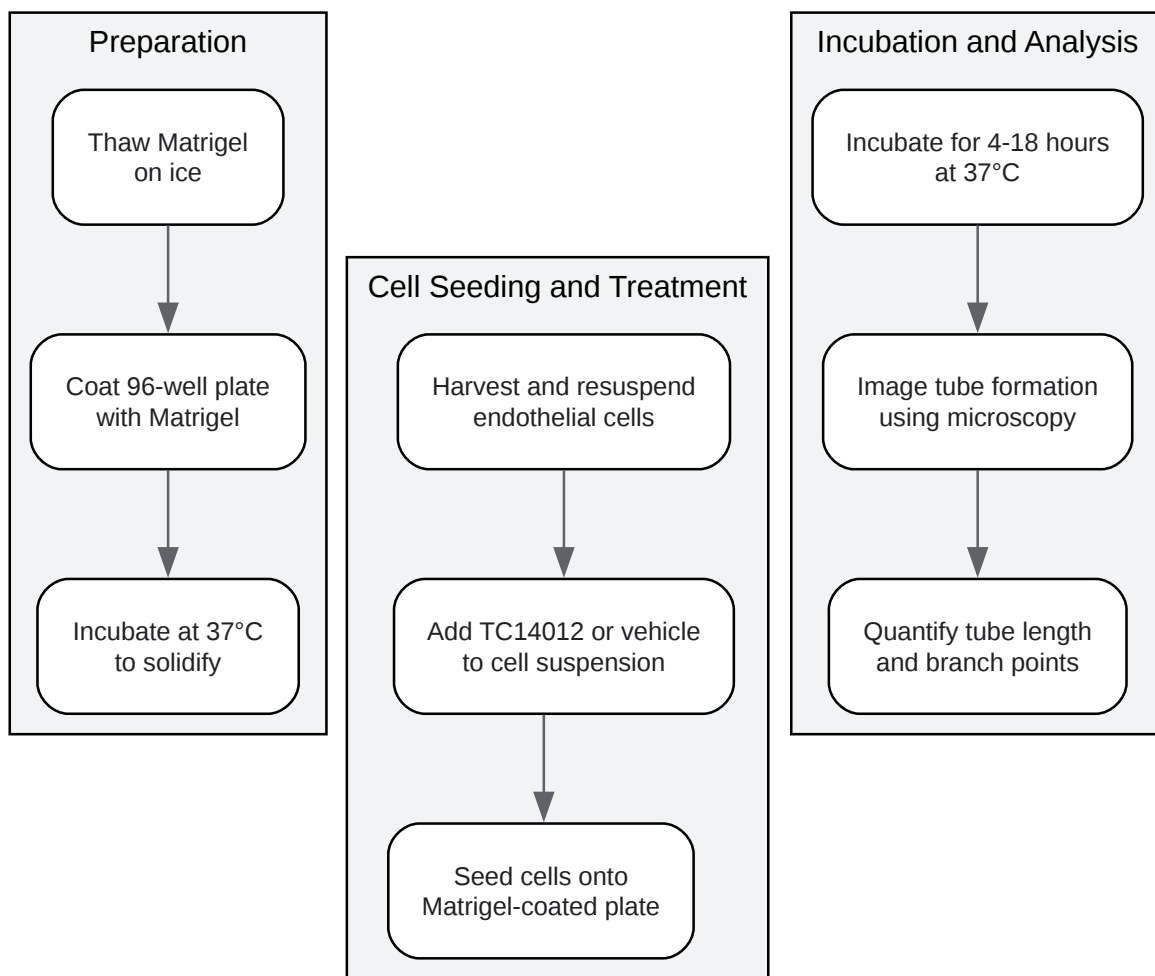 Preparation
Thaw Matrigel
on ice
Coat 96-well plate
with Matrigel
Incubate at 37°C
to solidify
Cell Seeding and Treatment
Harvest and resuspend
endothelial cells
Add TC14012 or vehicle
to cell suspension
Seed cells onto
Matrigel-coated plate
Incubation and Analysis
Incubate for 4-18 hours
at 37°C
Image tube formation
using microscopy
Quantify tube length
and branch points